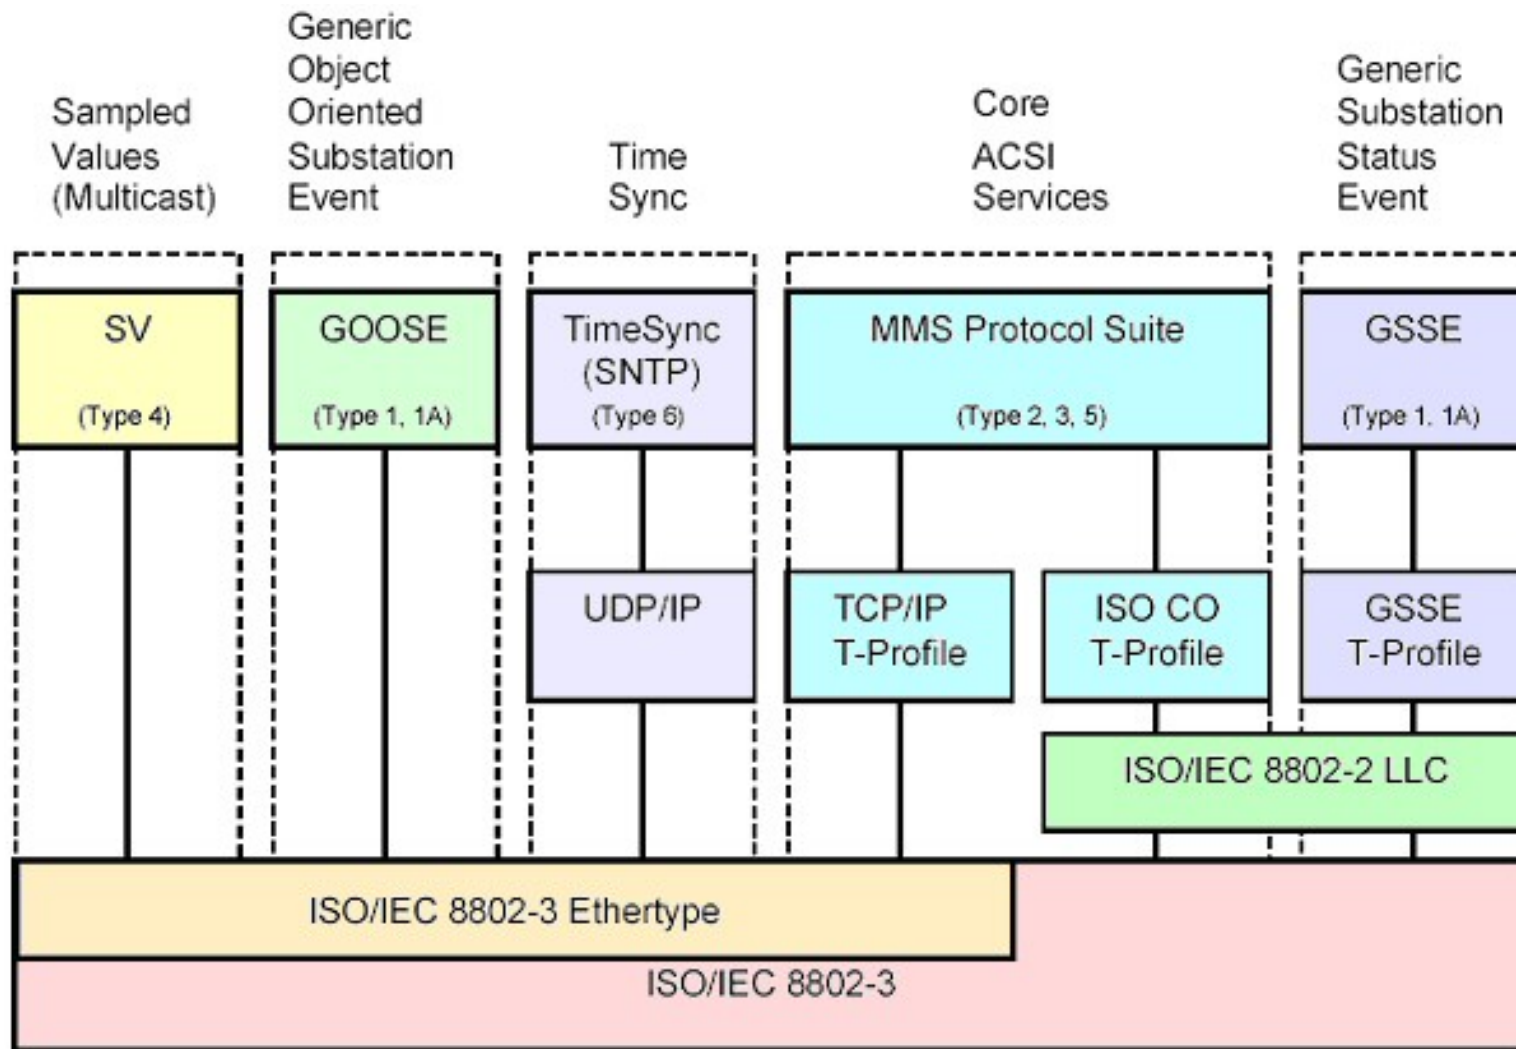 Sampled
Values
(Multicast)
Generic
Object
Oriented
Substation
Event
Time
Sync
Core
ACSI
Services
Generic
Substation
Status
Event
SV
(Type 4)
GOOSE
(Type 1, 1A)
TimeSync
(SNTP)
(Type 6)
MMS Protocol Suite
(Type 2, 3, 5)
GSSE
(Type 1, 1A)
UDP/IP
TCP/IP
T-Profile
ISO CO
T-Profile
GSSE
T-Profile
ISO/IEC 8802-2 LLC
ISO/IEC 8802-3 Ethertype
ISO/IEC 8802-3